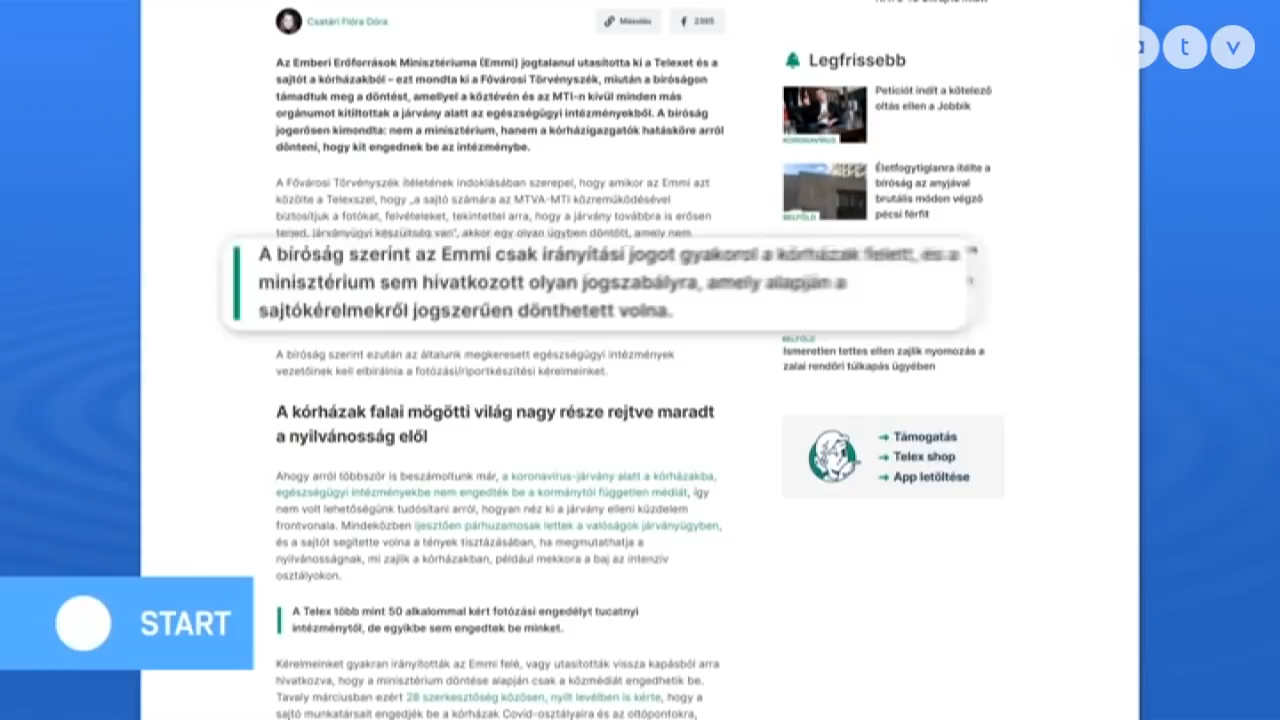 Csatári Flóra Dóra
Másolás
2385
Az Emberi Erőforrások Minisztériuma (Emmi) jogtalanul utasította ki a Telexet és a
sajtót a kórházakból – ezt mondta ki a Fővárosi Törvényszék, miután a bíróságon
támadtuk meg a döntést, amellyel a köztévén és az MTI-n kívül minden más
orgánumot kitiltottak a járvány alatt az egészségügyi intézményekből. A bíróság
jogerősen kimondta: nem a minisztérium, hanem a kórházigazgatók hatásköre arról
dönteni, hogy kit engednek be az intézménybe.
A Fővárosi Törvényszék ítéletének indoklásában szerepel, hogy amikor az Emmi azt
közölte a Telexszel, hogy „a sajtó számára az MTVA-MTI közreműködésével
biztosítjuk a fotókat, felvételeket, tekintettel arra, hogy a járvány továbbra is erősen
terjed, járványügyi készültség van”, akkor egy olyan ügyben döntött, amely nem
A bíróság szerint az Emmi csak irányítási jogot gyakorol a kórházak felett, és a
minisztérium sem hivatkozott olyan jogszabályra, amely alapján a
sajtókérelmekről jogszerűen dönthetett volna.
A bíróság szerint ezután az általunk megkeresett egészségügyi intézmények
vezetőinek kell elbírálnia a fotózási/riportkészítési kérelmeinket.
A kórházak falai mögötti világ nagy része rejtve maradt
a nyilvánosság elől
Ahogy arról többször is beszámoltunk már, a koronavírus-járvány alatt a kórházakba,
egészségügyi intézményekbe nem engedték be a kormánytól független médiát, így
nem volt lehetőségünk tudósítani arról, hogyan néz ki a járvány elleni küzdelem
frontvonala. Mindeközben ijesztően párhuzamosak lettek a valóságok járványügyben,
és a sajtót segítette volna a tények tisztázásában, ha megmutathatja a
nyilvánosságnak, mi zajlik a kórházakban, például mekkora a baj az intenzív
osztályokon.
A Telex több mint 50 alkalommal kért fotózási engedélyt tucatnyi
intézménytől, de egyikbe sem engedtek be minket.
Kérelmeinket gyakran irányították az Emmi felé, vagy utasították vissza kapásból arra
hivatkozva, hogy a minisztérium döntése alapján csak a közmédiát engedhetik be.
Tavaly márciusban ezért 28 szerkesztőség közösen, nyílt levélben is kérte, hogy a
sajtó munkatársait engedjék be a kórházak Covid-osztályaira és az oltópontokra,
Legfrissebb
Petíciót indít a kötelező
oltás ellen a Jobbik
KORONAVÍRUS
Életfogytiglanra ítélte a
bíróság az anyjával
brutális módon végző
pécsi férfit
BELFÖLD
BELFÖLD
Ismeretlen tettes ellen zajlik nyomozás a
zalai rendőri túlkapás ügyében
→ Támogatás
→ Telex shop
→ App letöltése
a t v
START